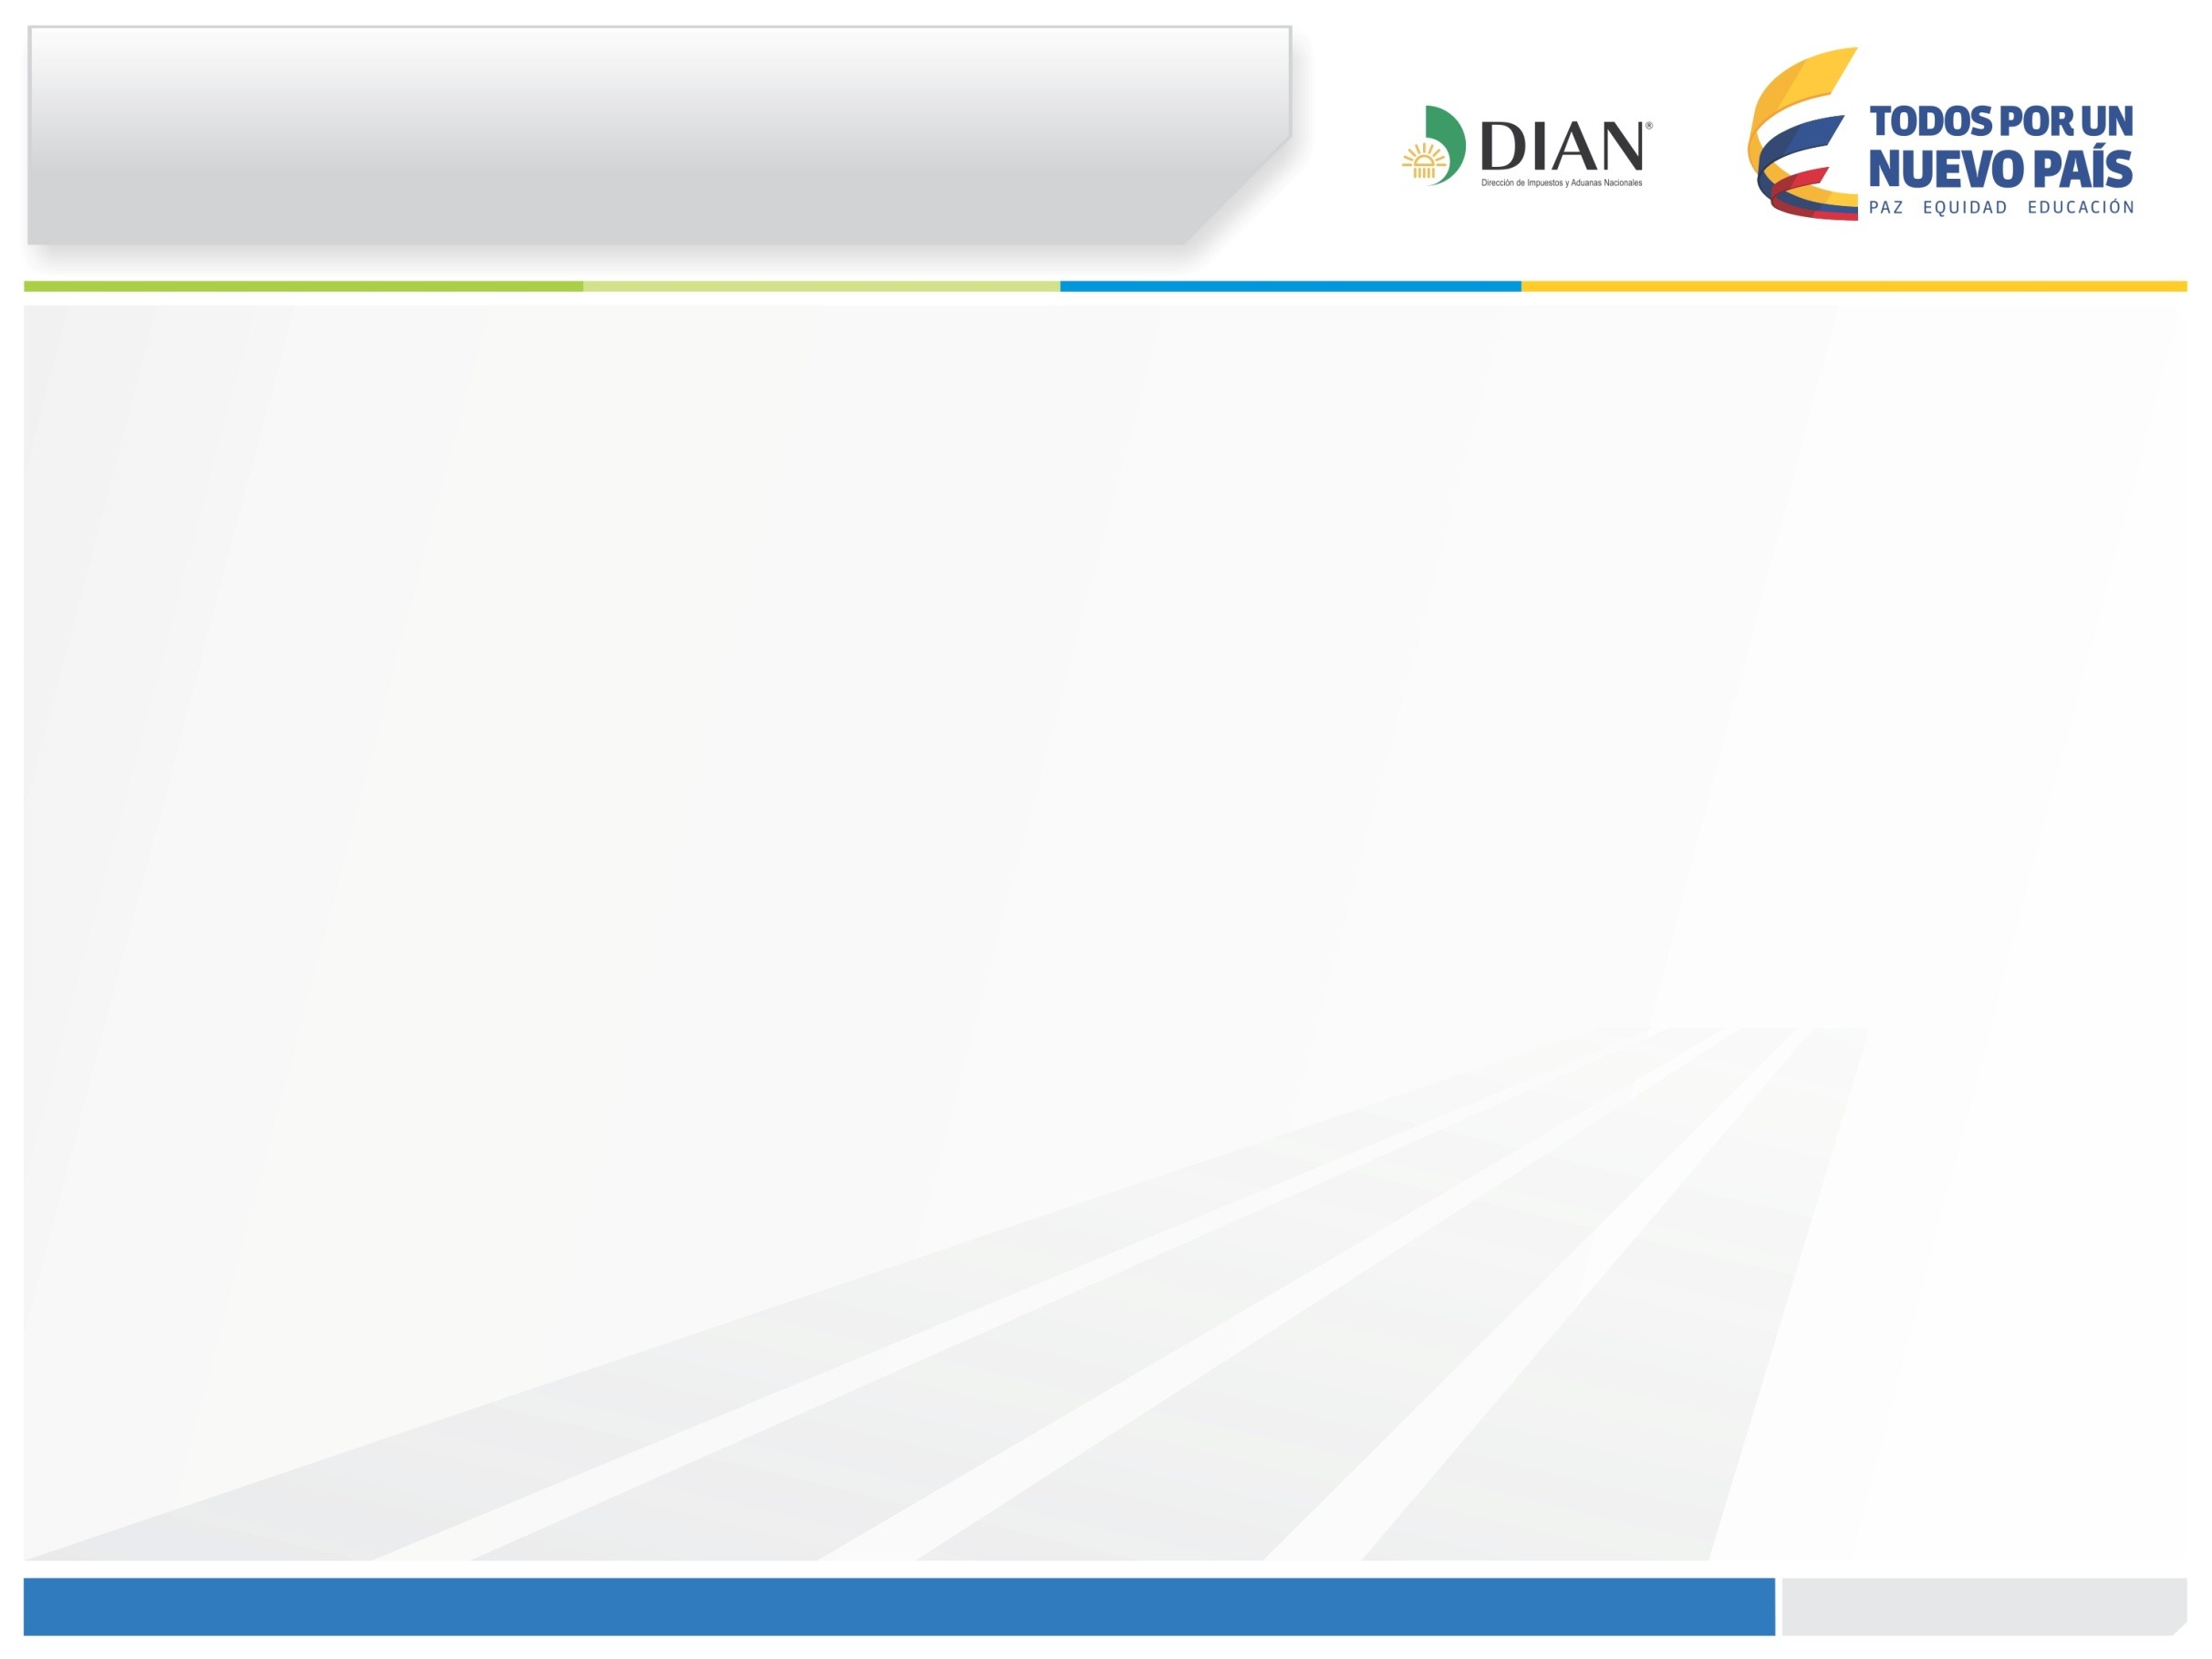 DIAN®
Dirección de Impuestos y Aduanas Nacionales
TODOS POR UN
NUEVO PAÍS
PAZ EQUIDAD EDUCACIÓN